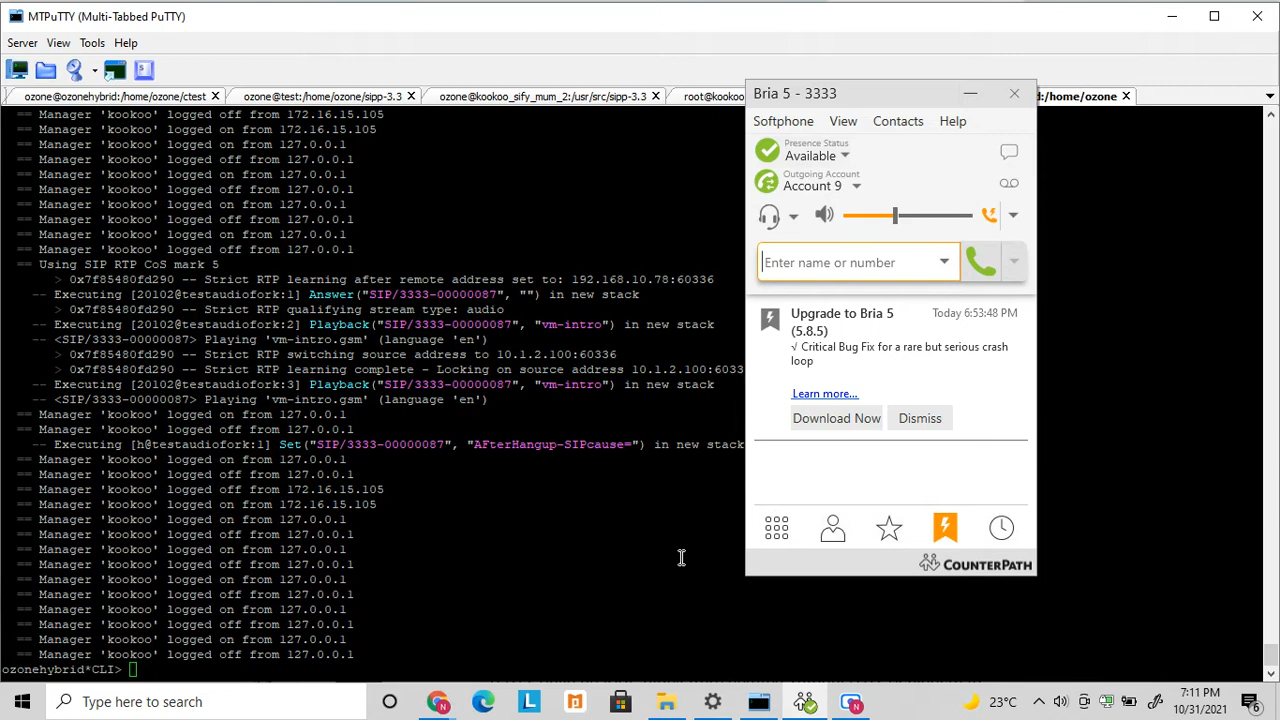 MTPuTTY (Multi-Tabbed PuTTY)
Server View Tools Help
ozone@ozonehybrid:/home/ozone/ctest
ozone@test:/home/ozone/sipp-3.3
ozone@kookoo_sify_mum_2:/usr/src/sipp-3.3
root@kookoo
d:/home/ozone
== Manager 'kookoo' logged off from 172.16.15.105
== Manager 'kookoo' logged on from 172.16.15.105
== Manager 'kookoo' logged on from 127.0.0.1
== Manager 'kookoo' logged off from 127.0.0.1
== Manager 'kookoo' logged on from 127.0.0.1
== Manager 'kookoo' logged off from 127.0.0.1
== Manager 'kookoo' logged on from 127.0.0.1
== Manager 'kookoo' logged off from 127.0.0.1
== Manager 'kookoo' logged on from 127.0.0.1
== Manager 'kookoo' logged off from 127.0.0.1
== Using SIP RTP CoS mark 5
> 0x7f85480fd290 -- Strict RTP learning after remote address set to: 192.168.10.78:60336
-- Executing [20102@testaudiofork:1] Answer("SIP/3333-00000087", "") in new stack
> 0x7f85480fd290 -- Strict RTP qualifying stream type: audio
-- Executing [20102@testaudiofork:2] Playback("SIP/3333-00000087", "vm-intro") in new stack
-- <SIP/3333-00000087> Playing 'vm-intro.gsm' (language 'en')
> 0x7f85480fd290 -- Strict RTP switching source address to 10.1.2.100:60336
> 0x7f85480fd290 -- Strict RTP learning complete - Locking on source address 10.1.2.100:6033
-- Executing [20102@testaudiofork:3] Playback("SIP/3333-00000087", "vm-intro") in new stack
-- <SIP/3333-00000087> Playing 'vm-intro.gsm' (language 'en')
== Manager 'kookoo' logged on from 127.0.0.1
== Manager 'kookoo' logged off from 127.0.0.1
-- Executing [h@testaudiofork:1] Set("SIP/3333-00000087", "AFterHangup-SIPcause=") in new stack
== Manager 'kookoo' logged on from 127.0.0.1
== Manager 'kookoo' logged off from 127.0.0.1
== Manager 'kookoo' logged off from 172.16.15.105
== Manager 'kookoo' logged on from 172.16.15.105
== Manager 'kookoo' logged on from 127.0.0.1
== Manager 'kookoo' logged off from 127.0.0.1
== Manager 'kookoo' logged on from 127.0.0.1
== Manager 'kookoo' logged off from 127.0.0.1
== Manager 'kookoo' logged on from 127.0.0.1
== Manager 'kookoo' logged off from 127.0.0.1
== Manager 'kookoo' logged on from 127.0.0.1
== Manager 'kookoo' logged off from 127.0.0.1
== Manager 'kookoo' logged on from 127.0.0.1
== Manager 'kookoo' logged off from 127.0.0.1
ozonehybrid*CLI>
Bria 5 - 3333
Softphone View Contacts Help
Presence Status
Available
Outgoing Account
Account 9
Enter name or number
Upgrade to Bria 5 Today 6:53:48 PM
(5.8.5)
√ Critical Bug Fix for a rare but serious crash
loop
Learn more...
Download Now Dismiss
COUNTERPATH
Type here to search
23°C
7:11 PM
10/31/2021
6